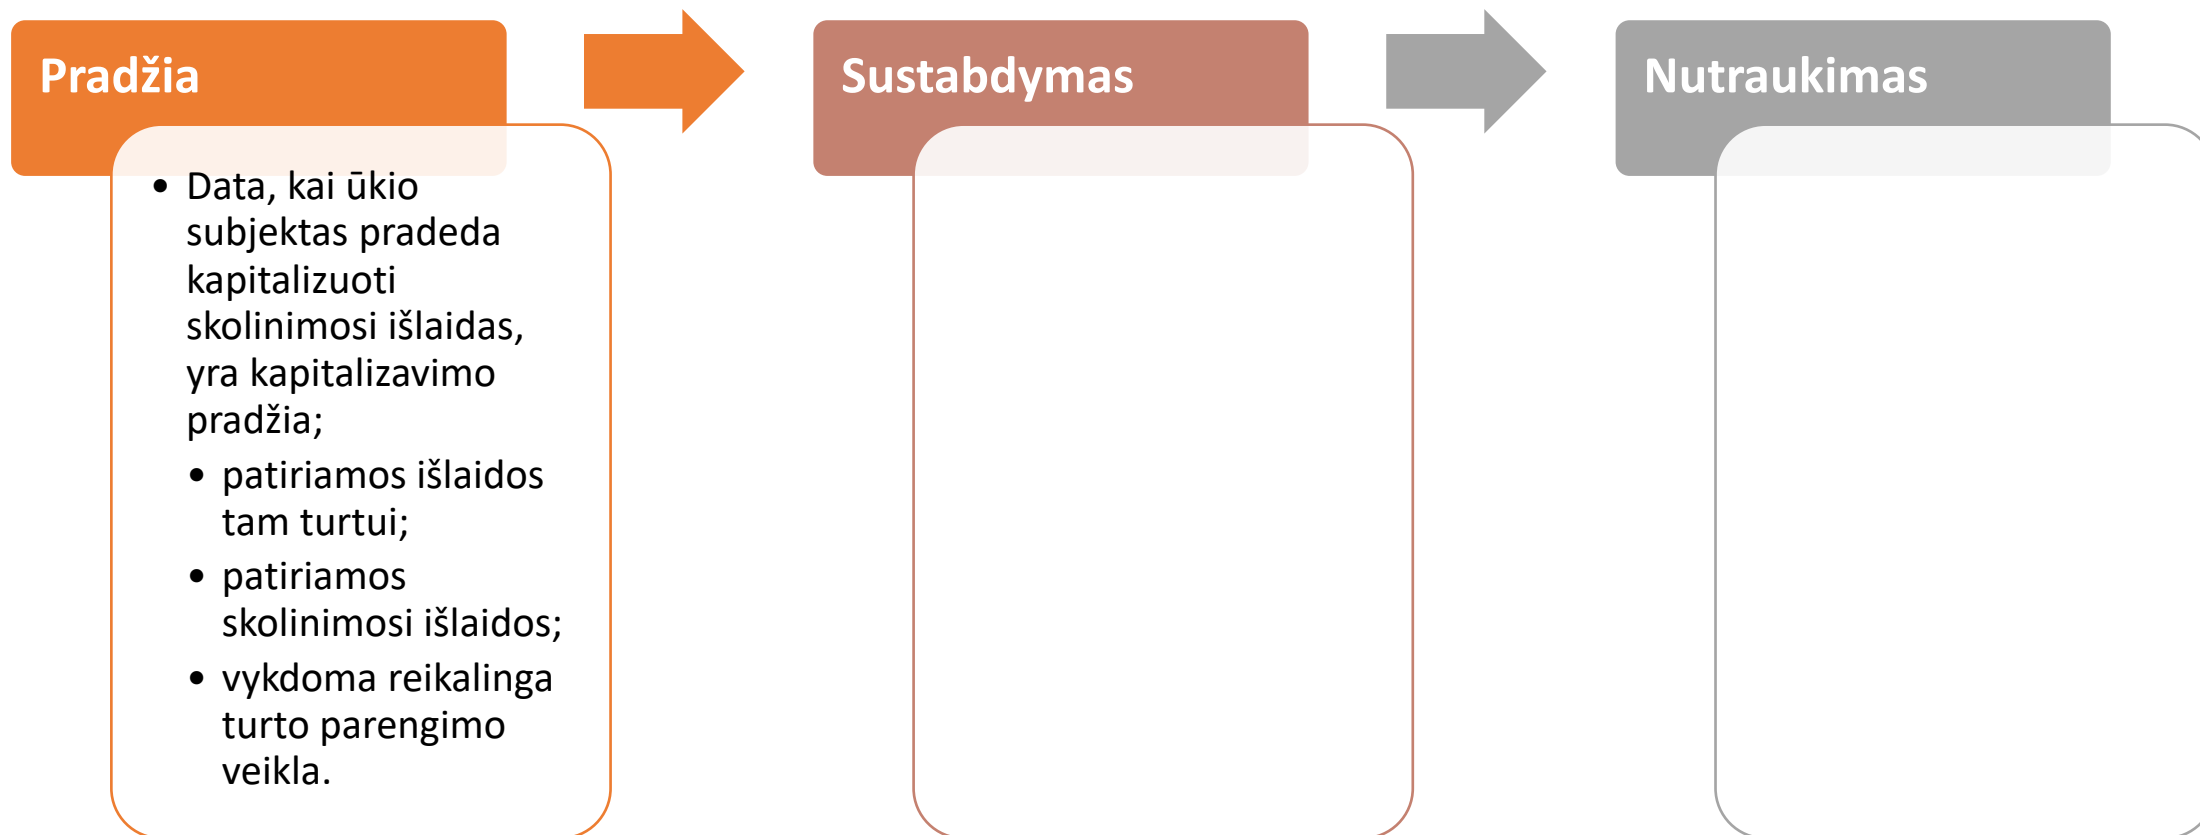 Pradžia
• Data, kai ūkio
subjektas pradeda
kapitalizuoti
skolinimosi išlaidas,
yra kapitalizavimo
pradžia;
• patiriamos išlaidos
tam turtui;
• patiriamos
skolinimosi išlaidos;
• vykdoma reikalinga
turto parengimo
veikla.
Sustabdymas
Nutraukimas